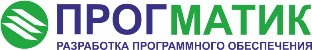 ПРОГМАТИК
РАЗРАБОТКА ПРОГРАММНОГО ОБЕСПЕЧЕНИЯ